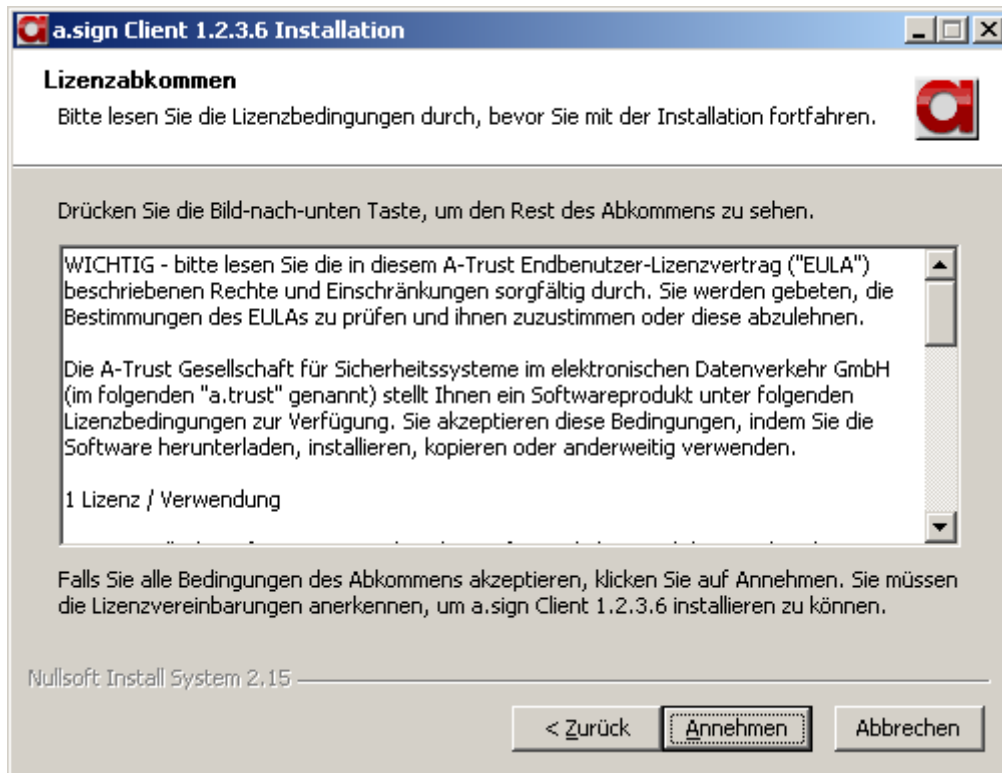 a.sign Client 1.2.3.6 Installation
Lizenzabkommen
Bitte lesen Sie die Lizenzbedingungen durch, bevor Sie mit der Installation fortfahren.
Drücken Sie die Bild-nach-unten Taste, um den Rest des Abkommens zu sehen.
WICHTIG - bitte lesen Sie die in diesem A-Trust Endbenutzer-Lizenzvertrag ("EULA")
beschriebenen Rechte und Einschränkungen sorgfältig durch. Sie werden gebeten, die
Bestimmungen des EULAs zu prüfen und ihnen zuzustimmen oder diese abzulehnen.
Die A-Trust Gesellschaft für Sicherheitssysteme im elektronischen Datenverkehr GmbH
(im folgenden "a.trust" genannt) stellt Ihnen ein Softwareprodukt unter folgenden
Lizenzbedingungen zur Verfügung. Sie akzeptieren diese Bedingungen, indem Sie die
Software herunterladen, installieren, kopieren oder anderweitig verwenden.
1 Lizenz / Verwendung
Falls Sie alle Bedingungen des Abkommens akzeptieren, klicken Sie auf Annehmen. Sie müssen
die Lizenzvereinbarungen anerkennen, um a.sign Client 1.2.3.6 installieren zu können.
Nullsoft Install System 2.15
< Zurück Annehmen Abbrechen